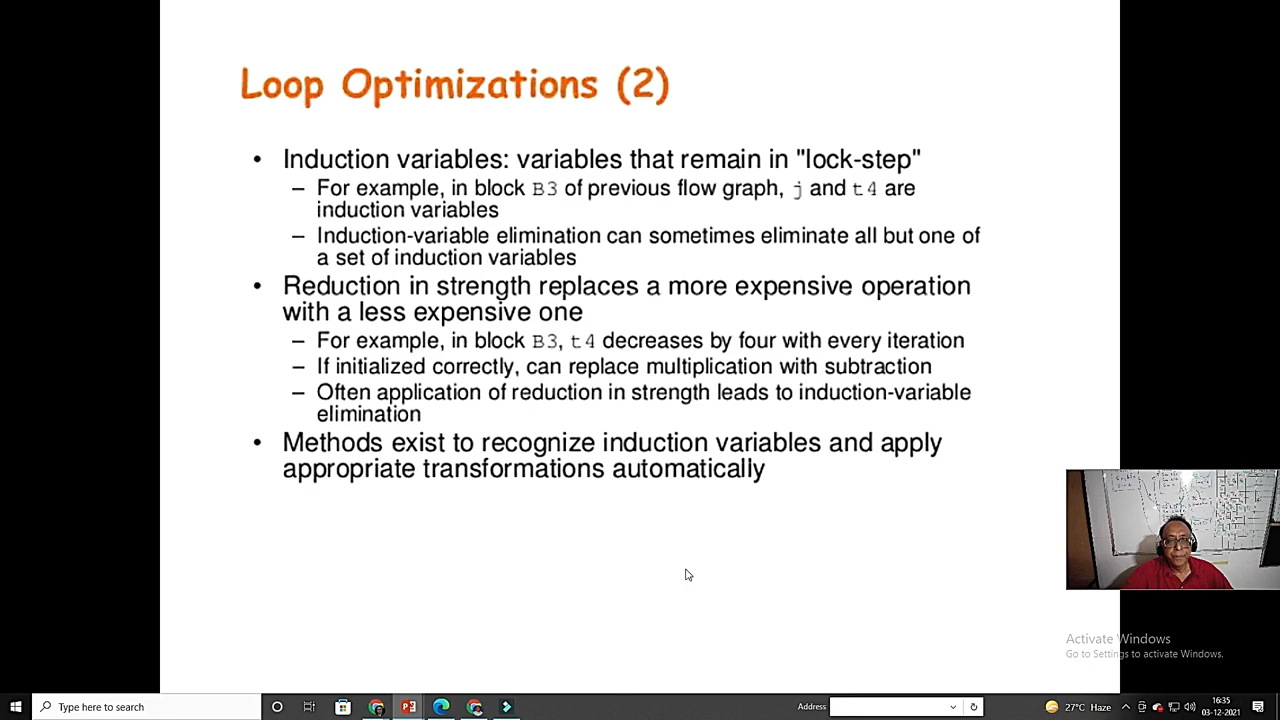 Loop Optimizations (2)
• Induction variables: variables that remain in "lock-step"
– For example, in block B3 of previous flow graph, j and t4 are
induction variables
– Induction-variable elimination can sometimes eliminate all but one of
a set of induction variables
• Reduction in strength replaces a more expensive operation
with a less expensive one
– For example, in block B3, t4 decreases by four with every iteration
– If initialized correctly, can replace multiplication with subtraction
– Often application of reduction in strength leads to induction-variable
elimination
• Methods exist to recognize induction variables and apply
appropriate transformations automatically
Activate Windows
Go to Settings to activate Windows.
Type here to search
Address
27°C Haze
16:35
03-12-2021